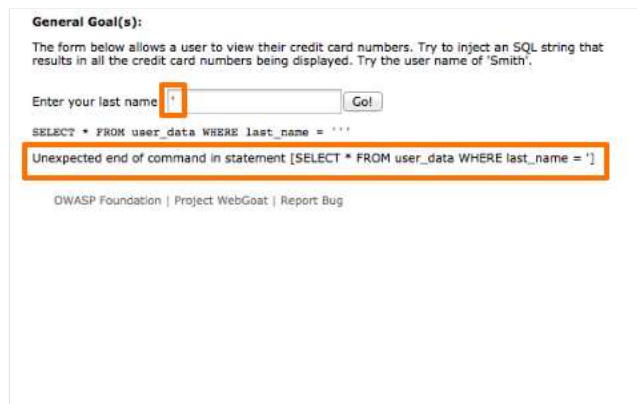 General Goal(s):
The form below allows a user to view their credit card numbers. Try to inject an SQL string that
results in all the credit card numbers being displayed. Try the user name of 'Smith'.
Enter your last name ' Go!
SELECT * FROM user_data WHERE last_name = '''
Unexpected end of command in statement [SELECT * FROM user_data WHERE last_name = ']
OWASP Foundation | Project WebGoat | Report Bug